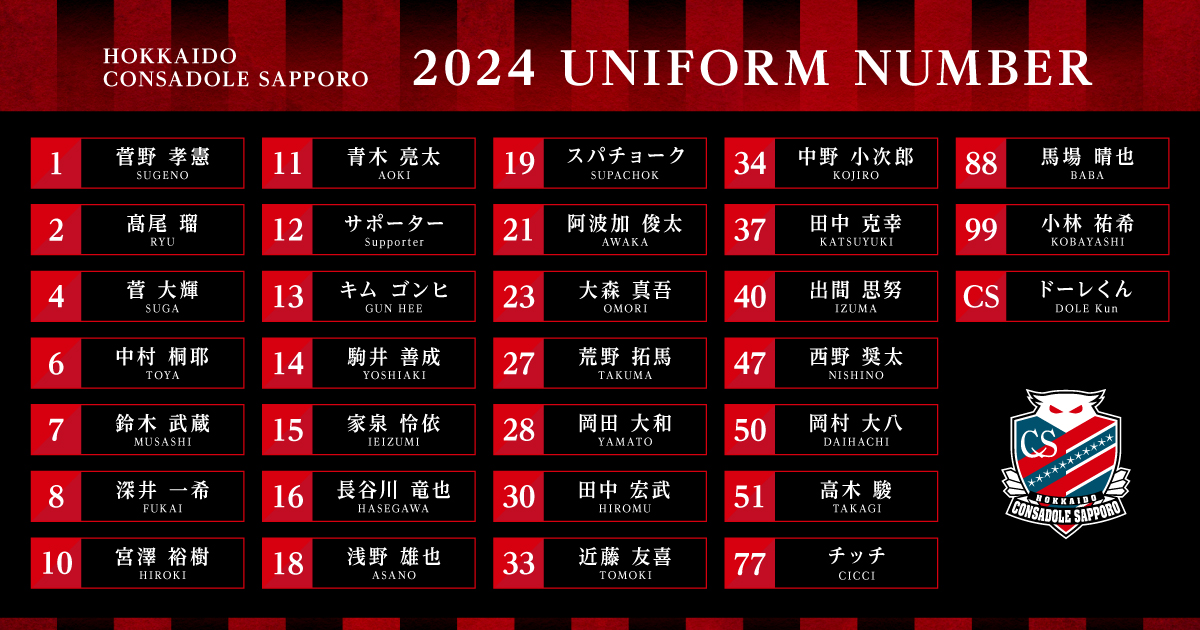 HOKKAIDO
CONSADOLE SAPPORO
2024 UNIFORM NUMBER
1
菅野 孝憲
SUGENO
2
髙尾 瑠
RYU
4
菅 大輝
SUGA
6
中村 桐耶
TOYA
7
鈴木 武蔵
MUSASHI
8
深井 一希
FUKAI
10
宮澤 裕樹
HIROKI
11
青木 亮太
AOKI
12
サポーター
Supporter
13
キム ゴンヒ
GUN HEE
14
駒井 善成
YOSHIAKI
15
家泉 怜依
IEIZUMI
16
長谷川 竜也
HASEGAWA
18
浅野 雄也
ASANO
19
スパチョーク
SUPACHOK
21
阿波加 俊太
AWAKA
23
大森 真吾
OMORI
27
荒野 拓馬
TAKUMA
28
岡田 大和
YAMATO
30
田中 宏武
HIROMU
33
近藤 友喜
TOMOKI
34
中野 小次郎
KOJIRO
37
田中 克幸
KATSUYUKI
40
出間 思努
IZUMA
47
西野 奨太
NISHINO
50
岡村 大八
DAIHACHI
51
高木 駿
TAKAGI
77
チッチ
CICCI
88
馬場 晴也
BABA
99
小林 祐希
KOBAYASHI
CS
ドーレくん
DOLE Kun
CS
HOKKAIDO
CONSADOLE SAPPORO